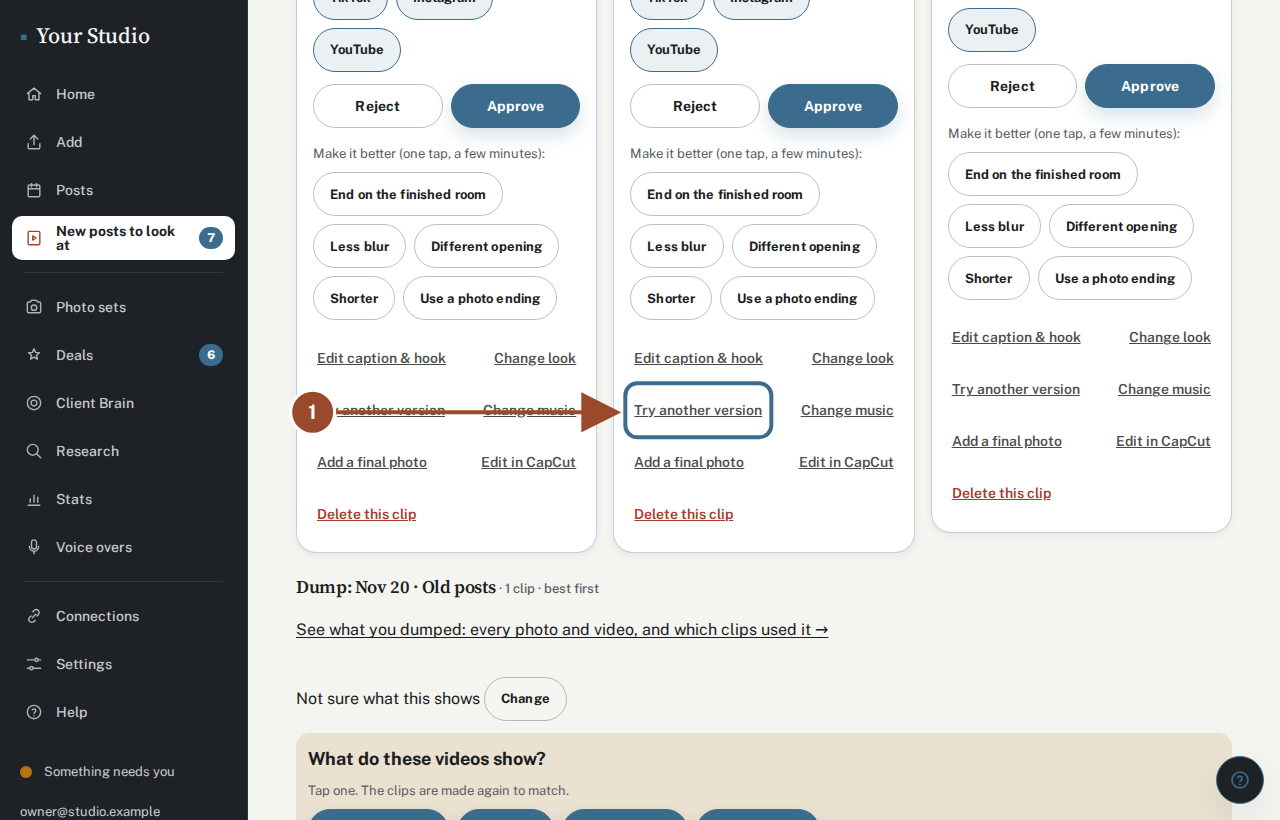 Your Studio
Home
Add
Posts
New posts to look at
7
Photo sets
Deals
6
Client Brain
Research
Stats
Voice overs
Connections
Settings
Help
Something needs you
owner@studio.example
TikTok Instagram
YouTube
Reject Approve
Make it better (one tap, a few minutes):
End on the finished room
Less blur Different opening
Shorter Use a photo ending
Edit caption & hook Change look
another version Change music
Add a final photo Edit in CapCut
Delete this clip
1
TikTok Instagram
YouTube
Reject Approve
Make it better (one tap, a few minutes):
End on the finished room
Less blur Different opening
Shorter Use a photo ending
Edit caption & hook Change look
Try another version Change music
Add a final photo Edit in CapCut
Delete this clip
YouTube
Reject Approve
Make it better (one tap, a few minutes):
End on the finished room
Less blur Different opening
Shorter Use a photo ending
Edit caption & hook Change look
Try another version Change music
Add a final photo Edit in CapCut
Delete this clip
Dump: Nov 20 · Old posts · 1 clip · best first
See what you dumped: every photo and video, and which clips used it →
Not sure what this shows Change
What do these videos show?
Tap one. The clips are made again to match.